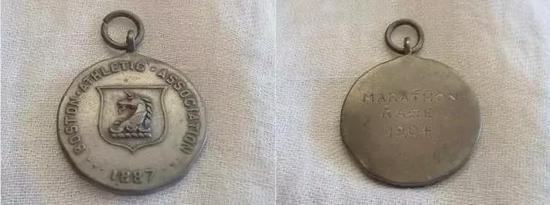 BOSTON · ATHLETIC · ASSOCIATION
1887
MARATHON
RACE
1904